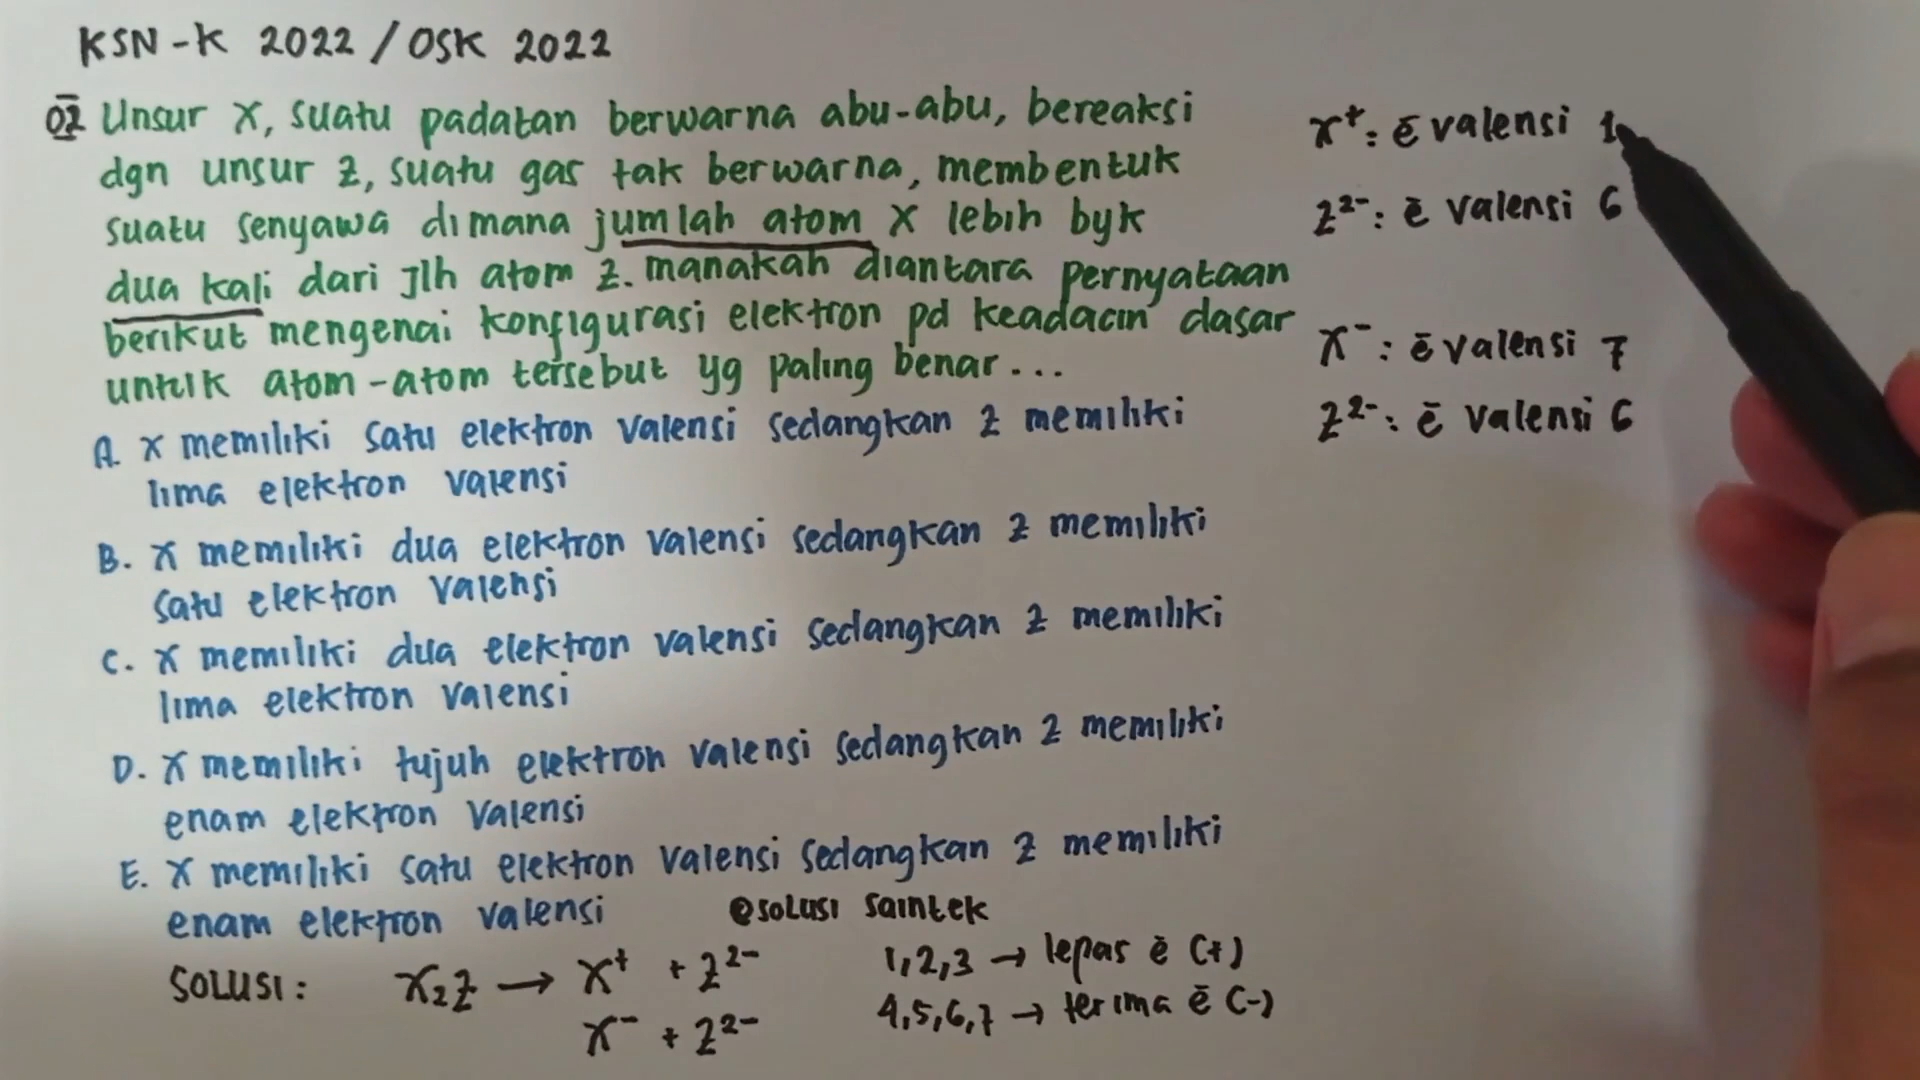 KSN-K 2022 / OSK 2022
02 Unsur X, suatu padatan berwarna abu-abu, bereaksi
dgn unsur Z, suatu gas tak berwarna, membentuk
suatu senyawa dimana jumlah atom X lebih byk
dua kali dari Jlh atom Z. manakah diantara pernyataan
berikut mengenai konfigurasi elektron pd keadaan dasar
untuk atom-atom tersebut yg paling benar...
A. X memiliki satu elektron valensi sedangkan Z memiliki
lima elektron valensi
B. X memiliki dua elektron valensi sedangkan Z memiliki
satu elektron valensi
C. X memiliki dua elektron valensi sedangkan Z memiliki
lima elektron valensi
D. X memiliki tujuh elektron valensi sedangkan Z memiliki
enam elektron valensi
E. X memiliki satu elektron valensi sedangkan Z memiliki
enam elektron valensi
@solusi saintek
SOLUSI: X₂Z → X⁺ + Z²⁻
X⁻ + Z²⁻
1,2,3 → lepas ē (+)
4,5,6,7 → terima ē (-)
X⁺: ē valensi 1
Z²⁻: ē valensi 6
X⁻: ē valensi 7
Z²⁻: ē valensi 6